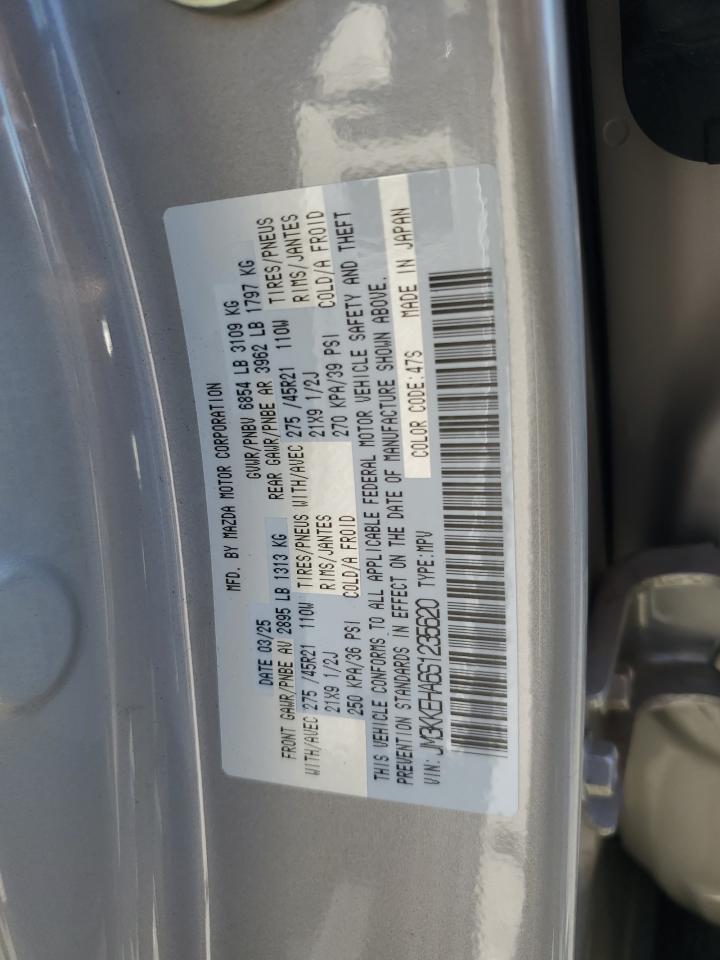 MFD. BY MAZDA MOTOR CORPORATION
DATE 03/25 GVWR/PNBV 6854 LB 3109 KG
FRONT GAWR/PNBE AV 2895 LB 1313 KG REAR GAWR/PNBE AR 3962 LB 1797 KG
WITH/AVEC 275 /45R21 110W TIRES/PNEUS WITH/AVEC 275 /45R21 110W TIRES/PNEUS
21X9 1/2J RIMS/JANTES 21X9 1/2J RIMS/JANTES
250 KPA/36 PSI COLD/A FROID 270 KPA/39 PSI COLD/A FROID
THIS VEHICLE CONFORMS TO ALL APPLICABLE FEDERAL MOTOR VEHICLE SAFETY AND THEFT
PREVENTION STANDARDS IN EFFECT ON THE DATE OF MANUFACTURE SHOWN ABOVE.
COLOR CODE:47S MADE IN JAPAN
VIN: JM3KKEHA6S1235620 TYPE:MPV